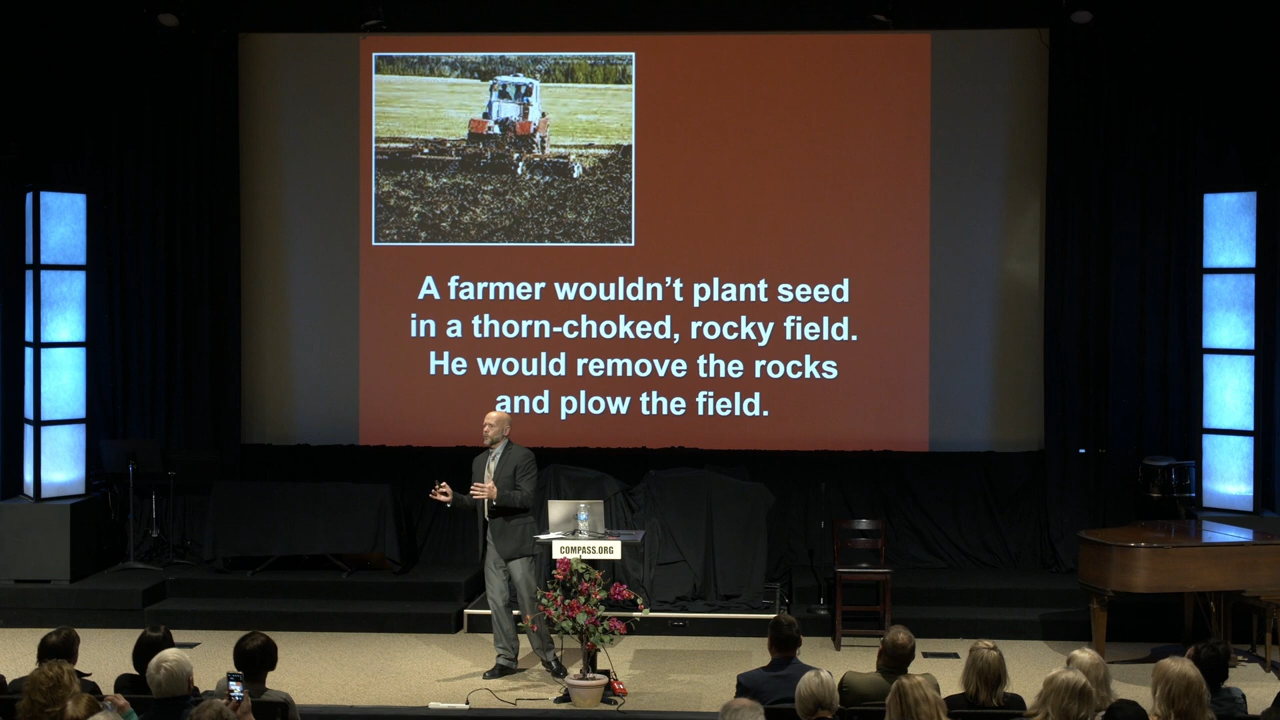 A farmer wouldn’t plant seed
in a thorn-choked, rocky field.
He would remove the rocks
and plow the field.
COMPASS.ORG